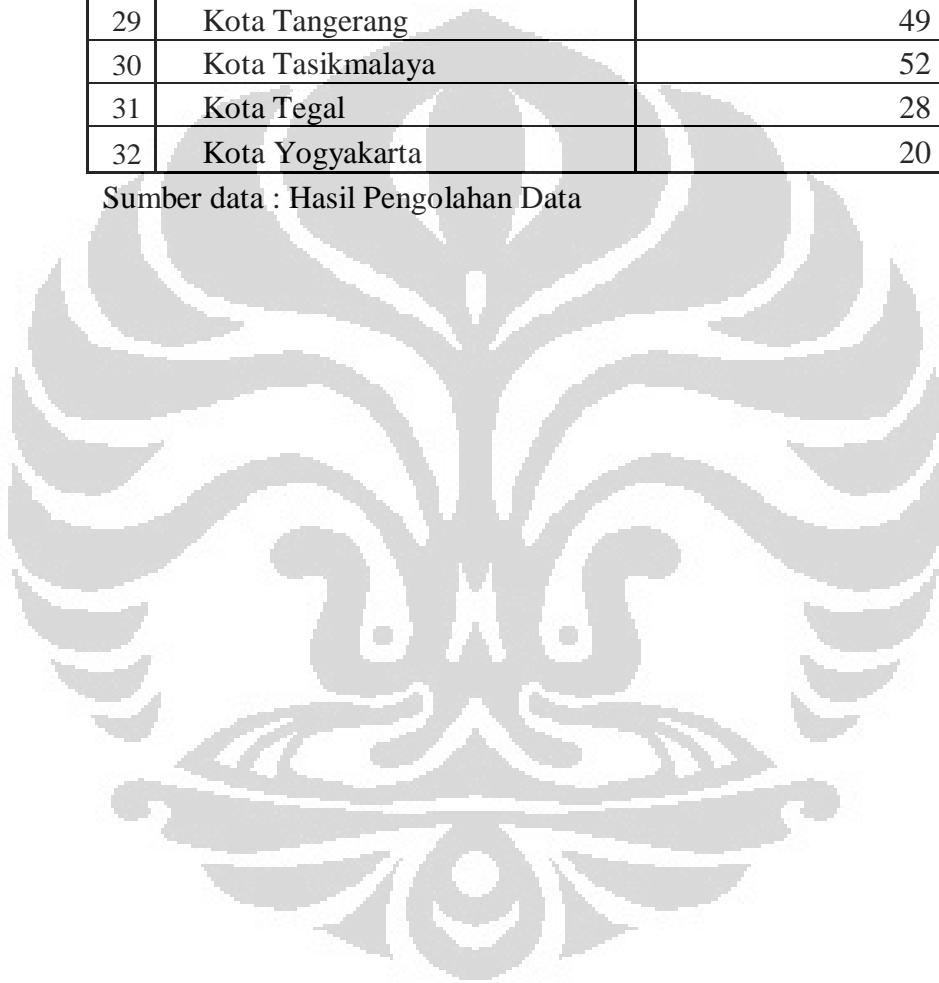 29 Kota Tangerang 49
30 Kota Tasikmalaya 52
31 Kota Tegal 28
32 Kota Yogyakarta 20
Sumber data : Hasil Pengolahan Data